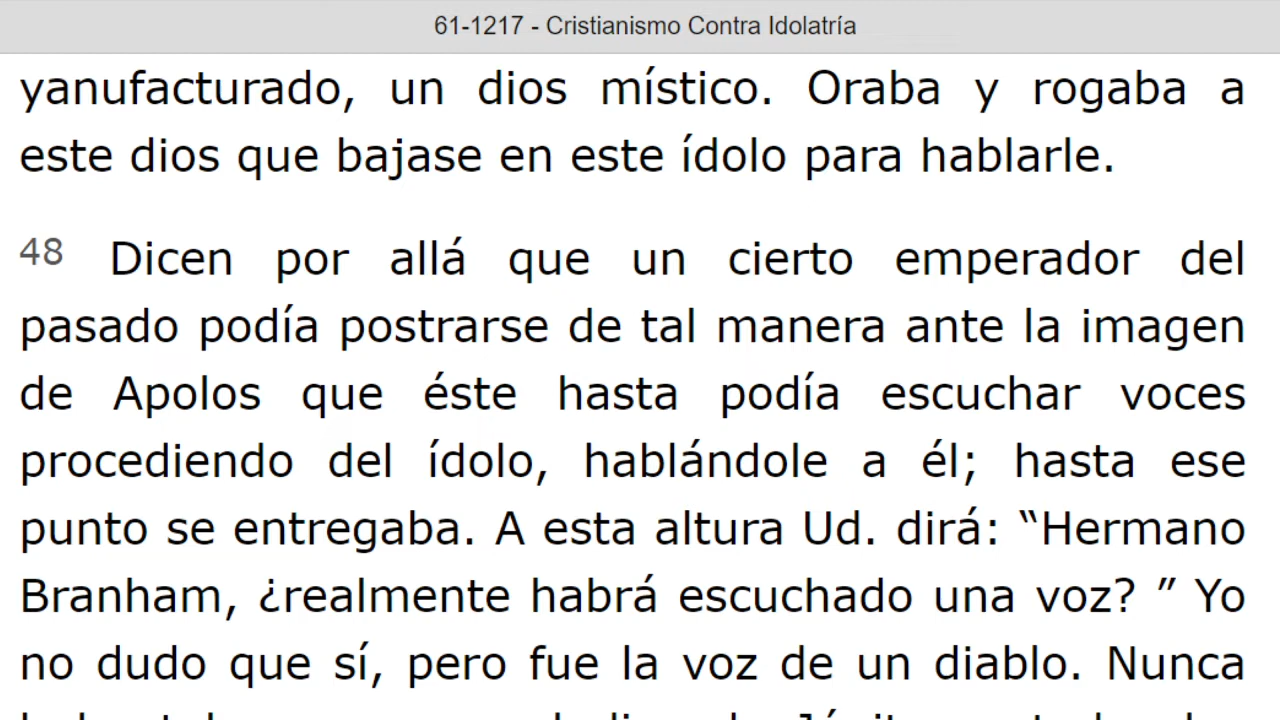 61-1217 - Cristianismo Contra Idolatría
yanufacturado, un dios místico. Oraba y rogaba a
este dios que bajase en este ídolo para hablarle.
48 Dicen por allá que un cierto emperador del
pasado podía postrarse de tal manera ante la imagen
de Apolos que éste hasta podía escuchar voces
procediendo del ídolo, hablándole a él; hasta ese
punto se entregaba. A esta altura Ud. dirá: “Hermano
Branham, ¿realmente habrá escuchado una voz? ” Yo
no dudo que sí, pero fue la voz de un diablo. Nunca